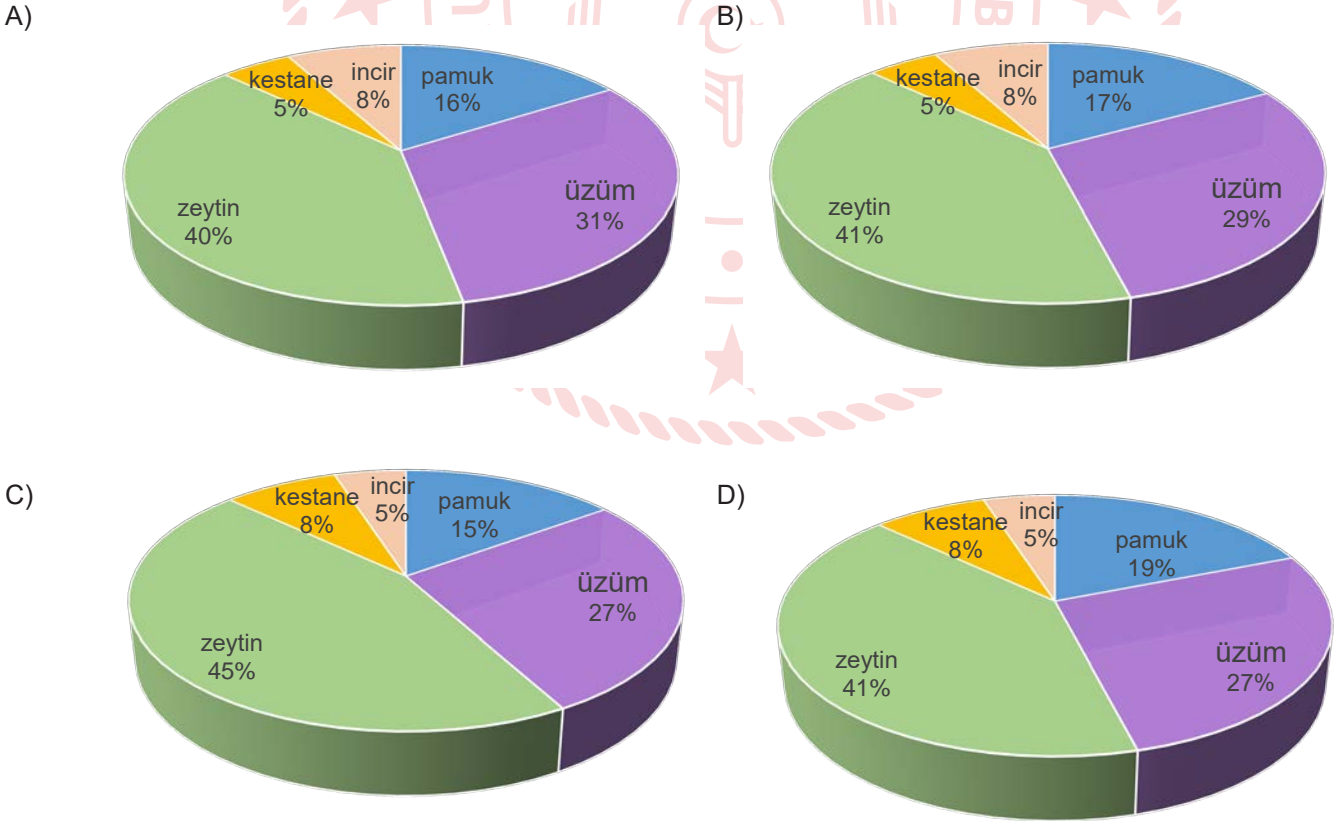 A)
kestane
5%
incir
8%
pamuk
16%
üzüm
31%
zeytin
40%
B)
kestane
5%
incir
8%
pamuk
17%
üzüm
29%
zeytin
41%
C)
kestane
8%
incir
5%
pamuk
15%
üzüm
27%
zeytin
45%
D)
kestane
8%
incir
5%
pamuk
19%
üzüm
27%
zeytin
41%